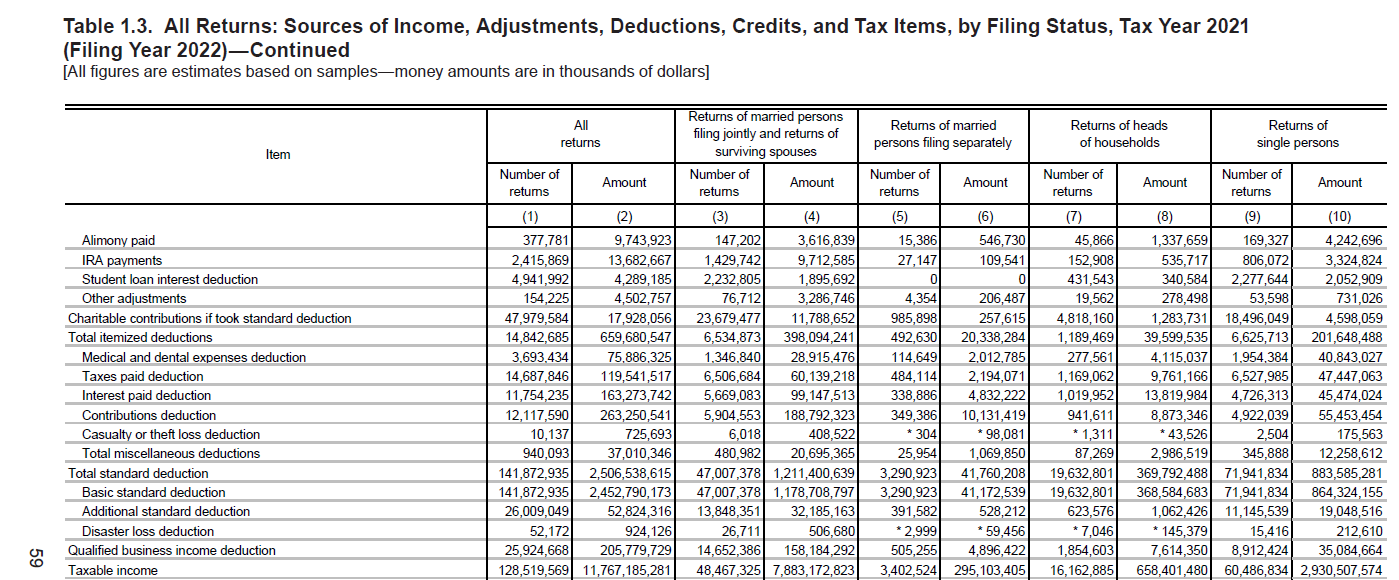 Table 1.3.  All Returns: Sources of Income, Adjustments, Deductions, Credits, and Tax Items, by Filing Status, Tax Year 2021
(Filing Year 2022)—Continued
[All figures are estimates based on samples—money amounts are in thousands of dollars]
Item
All returns
Returns of married persons filing jointly and returns of surviving spouses
Returns of married persons filing separately
Returns of heads of households
Returns of single persons
Number of returns Amount Number of returns Amount Number of returns Amount Number of returns Amount Number of returns Amount
(1) (2) (3) (4) (5) (6) (7) (8) (9) (10)
Alimony paid 377,781 9,743,923 147,202 3,616,839 15,386 546,730 45,866 1,337,659 169,327 4,242,696
IRA payments 2,415,869 13,682,667 1,429,742 9,712,585 27,147 109,541 152,908 535,717 806,072 3,324,824
Student loan interest deduction 4,941,992 4,289,185 2,232,805 1,895,692 0 0 431,543 340,584 2,277,644 2,052,909
Other adjustments 154,225 4,502,757 76,712 3,286,746 4,354 206,487 19,562 278,498 53,598 731,026
Charitable contributions if took standard deduction 47,979,584 17,928,056 23,679,477 11,788,652 985,898 257,615 4,818,160 1,283,731 18,496,049 4,598,059
Total itemized deductions 14,842,685 659,680,547 6,534,873 398,094,241 492,630 20,338,284 1,189,469 39,599,535 6,625,713 201,648,488
Medical and dental expenses deduction 3,693,434 75,886,325 1,346,840 28,915,476 114,649 2,012,785 277,561 4,115,037 1,954,384 40,843,027
Taxes paid deduction 14,687,846 119,541,517 6,506,684 60,139,218 484,114 2,194,071 1,169,062 9,761,166 6,527,985 47,447,063
Interest paid deduction 11,754,235 163,273,742 5,669,083 99,147,513 338,886 4,832,222 1,019,952 13,819,984 4,726,313 45,474,024
Contributions deduction 12,117,590 263,250,541 5,904,553 188,792,323 349,386 10,131,419 941,611 8,873,346 4,922,039 55,453,454
Casualty or theft loss deduction 10,137 725,693 6,018 408,522 * 304 * 98,081 * 1,311 * 43,526 2,504 175,563
Total miscellaneous deductions 940,093 37,010,346 480,982 20,695,365 25,954 1,069,850 87,269 2,986,519 345,888 12,258,612
Total standard deduction 141,872,935 2,506,538,615 47,007,378 1,211,400,639 3,290,923 41,760,208 19,632,801 369,792,488 71,941,834 883,585,281
Basic standard deduction 141,872,935 2,452,790,173 47,007,378 1,178,708,797 3,290,923 41,172,539 19,632,801 368,584,683 71,941,834 864,324,155
Additional standard deduction 26,009,049 52,824,316 13,848,351 32,185,163 391,582 528,212 623,576 1,062,426 11,145,539 19,048,516
Disaster loss deduction 52,172 924,126 26,711 506,680 * 2,999 * 59,456 * 7,046 * 145,379 15,416 212,610
Qualified business income deduction 25,924,668 205,779,729 14,652,386 158,184,292 505,255 4,896,422 1,854,603 7,614,350 8,912,424 35,084,664
Taxable income 128,519,569 11,767,185,281 48,467,325 7,883,172,823 3,402,524 295,103,405 16,162,885 658,401,480 60,486,834 2,930,507,574
59